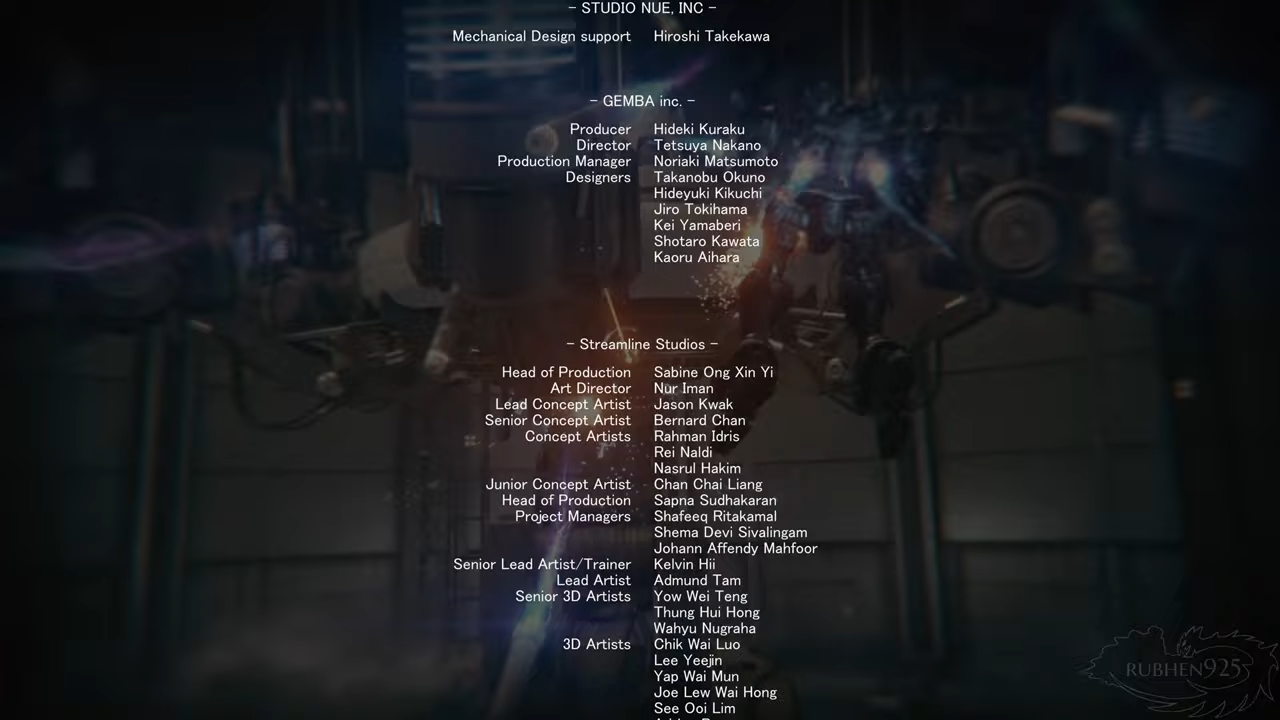 – STUDIO NUE, INC –
Mechanical Design support Hiroshi Takekawa
– GEMBA inc. –
Producer Hideki Kuraku
Director Tetsuya Nakano
Production Manager Noriaki Matsumoto
Designers Takanobu Okuno
Hideyuki Kikuchi
Jiro Tokihama
Kei Yamaberi
Shotaro Kawata
Kaoru Aihara
– Streamline Studios –
Head of Production Sabine Ong Xin Yi
Art Director Nur Iman
Lead Concept Artist Jason Kwak
Senior Concept Artist Bernard Chan
Concept Artists Rahman Idris
Rei Naldi
Nasrul Hakim
Junior Concept Artist Chan Chai Liang
Head of Production Sapna Sudhakaran
Project Managers Shafeeq Ritakamal
Shema Devi Sivalingam
Johann Affendy Mahfoor
Senior Lead Artist/Trainer Kelvin Hii
Lead Artist Admund Tam
Senior 3D Artists Yow Wei Teng
Thung Hui Hong
Wahyu Nugraha
3D Artists Chik Wai Luo
Lee Yeejin
Yap Wai Mun
Joe Lew Wai Hong
See Ooi Lim
RUBHEN925